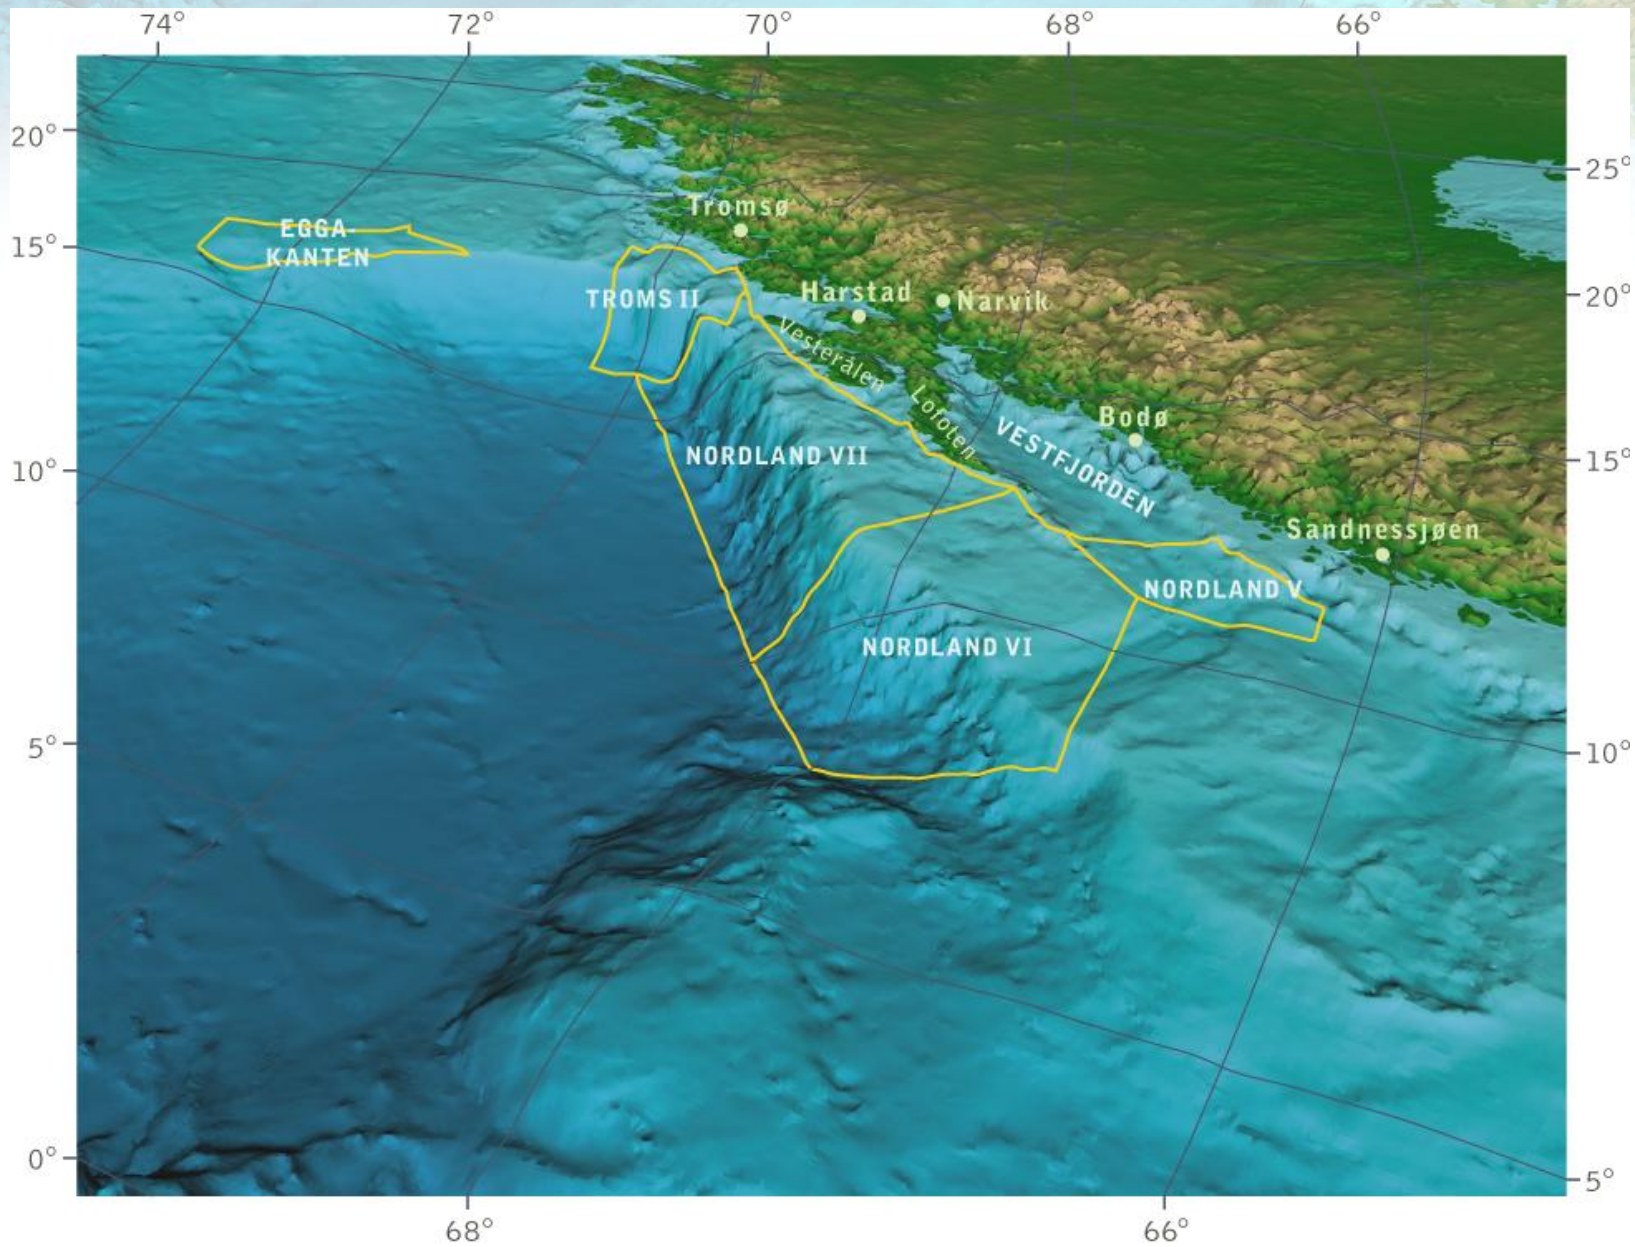 74°
72°
70°
68°
66°
20°
25°
Tromsø
EGGA-
KANTEN
15°
TROMS II
Harstad
Narvik
20°
Vesterålen
Lofoten
VESTFJORDEN
Bodø
NORDLAND VII
10°
15°
Sandnessjøen
NORDLAND V
NORDLAND VI
5°
10°
0°
5°
68°
66°